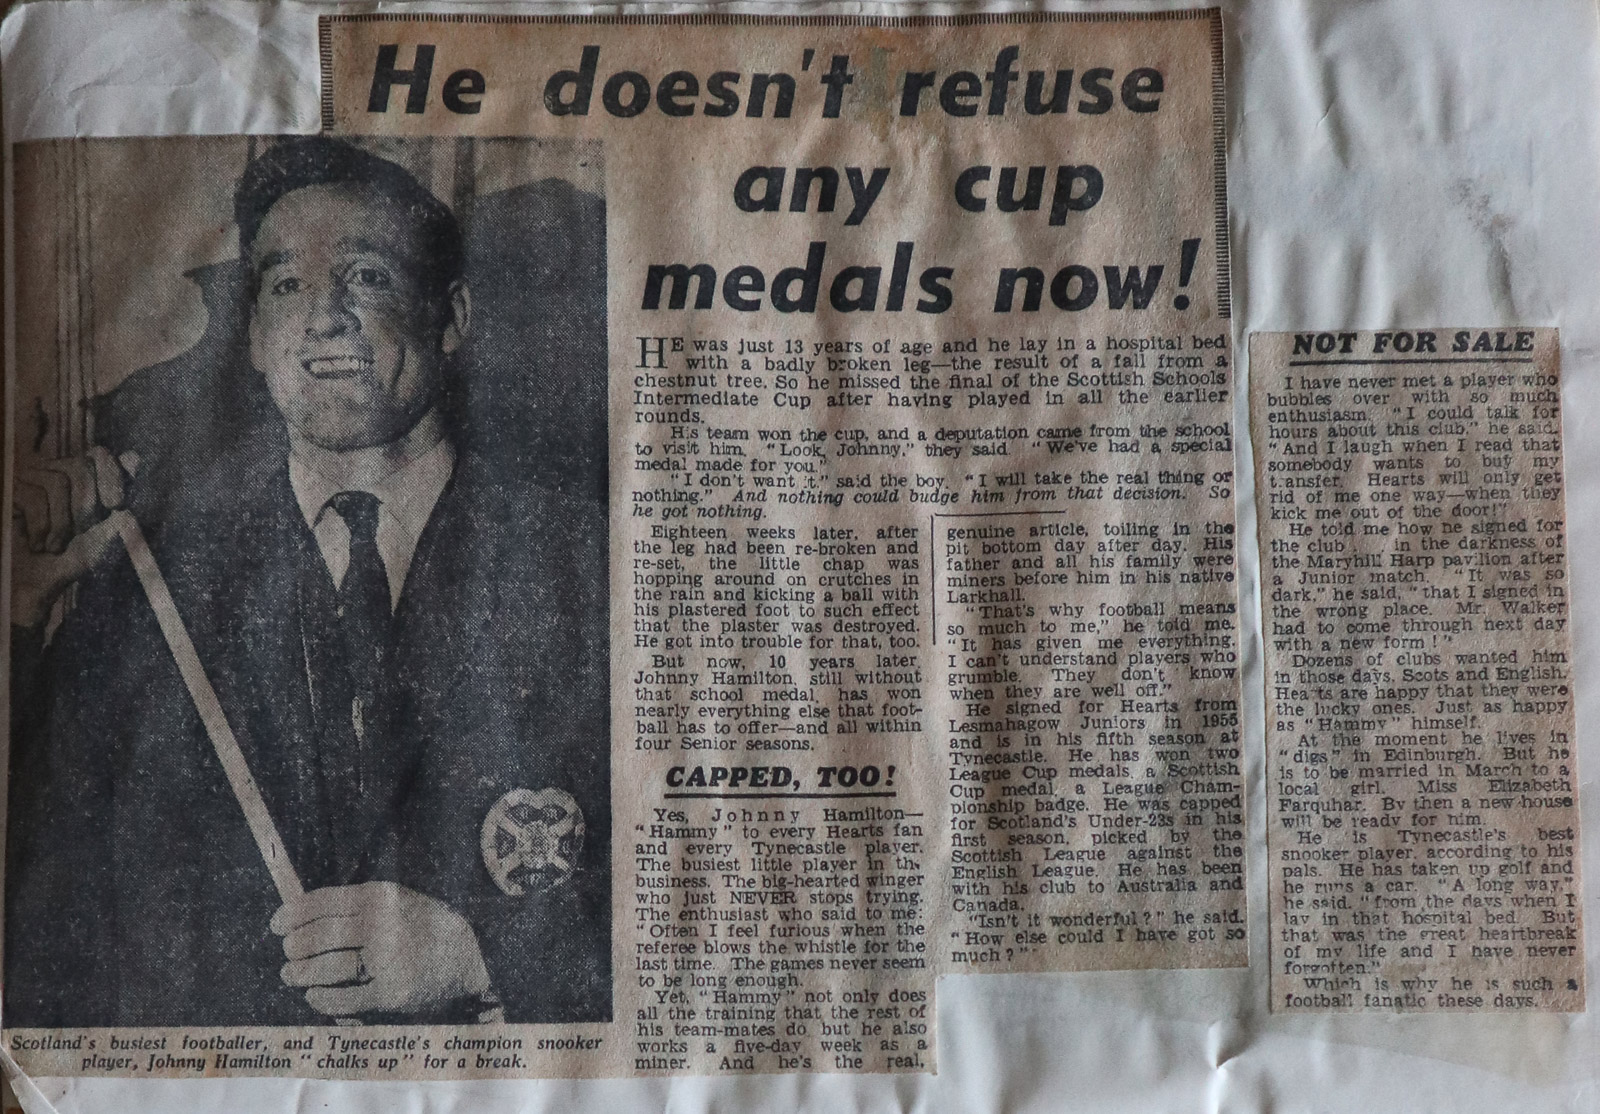 He doesn't refuse
any cup
medals now!
HE was just 13 years of age and he lay in a hospital bed
with a badly broken leg—the result of a fall from a
chestnut tree. So he missed the final of the Scottish Schools
Intermediate Cup after having played in all the earlier
rounds.
His team won the cup, and a deputation came from the school
to visit him. "Look, Johnny," they said. "We've had a special
medal made for you."
"I don't want it," said the boy. "I will take the real thing or
nothing." And nothing could budge him from that decision. So
he got nothing.
Eighteen weeks later, after
the leg had been re-broken and
re-set, the little chap was
hopping around on crutches in
the rain and kicking a ball with
his plastered foot to such effect
that the plaster was destroyed.
He got into trouble for that, too.
But now, 10 years later,
Johnny Hamilton, still without
that school medal, has won
nearly everything else that foot-
ball has to offer—and all within
four Senior seasons.
CAPPED, TOO!
Yes, Johnny Hamilton—
"Hammy" to every Hearts fan
and every Tynecastle player.
The busiest little player in the
business. The big-hearted winger
who just NEVER stops trying.
The enthusiast who said to me:
"Often I feel furious when the
referee blows the whistle for the
last time. The games never seem
to be long enough.
Yet, "Hammy" not only does
all the training that the rest of
his team-mates do, but he also
works a five-day week as a
miner. And he's the real,
genuine article, toiling in the
pit bottom day after day. His
father and all his family were
miners before him in his native
Larkhall.
"That's why football means
so much to me," he told me.
"It has given me everything.
I can't understand players who
grumble. They don't know
when they are well off."
He signed for Hearts from
Lesmahagow Juniors in 1955
and is in his fifth season at
Tynecastle. He has won two
League Cup medals, a Scottish
Cup medal, a League Cham-
pionship badge. He was capped
for Scotland's Under-23s in his
first season, picked by the
Scottish League against the
English League. He has been
with his club to Australia and
Canada.
"Isn't it wonderful?" he said.
"How else could I have got so
much?"
NOT FOR SALE
I have never met a player who
bubbles over with so much
enthusiasm. "I could talk for
hours about this club," he said.
"And I laugh when I read that
somebody wants to buy my
transfer. Hearts will only get
rid of me one way—when they
kick me out of the door!"
He told me how he signed for
the club . . . in the darkness of
the Maryhill Harp pavilion after
a Junior match. "It was so
dark," he said, "that I signed in
the wrong place. Mr. Walker
had to come through next day
with a new form!"
Dozens of clubs wanted him
in those days, Scots and English.
Hearts are happy that they were
the lucky ones. Just as happy
as "Hammy" himself.
At the moment he lives in
"digs" in Edinburgh. But he
is to be married in March to a
local girl, Miss Elizabeth
Farquhar. By then a new house
will be ready for him.
He is Tynecastle's best
snooker player, according to his
pals. He has taken up golf and
he runs a car. "A long way,"
he said, "from the days when I
lay in that hospital bed. But
that was the great heartbreak
of my life and I have never
forgotten."
Which is why he is such a
football fanatic these days.
Scotland's busiest footballer, and Tynecastle's champion snooker
player, Johnny Hamilton "chalks up" for a break.